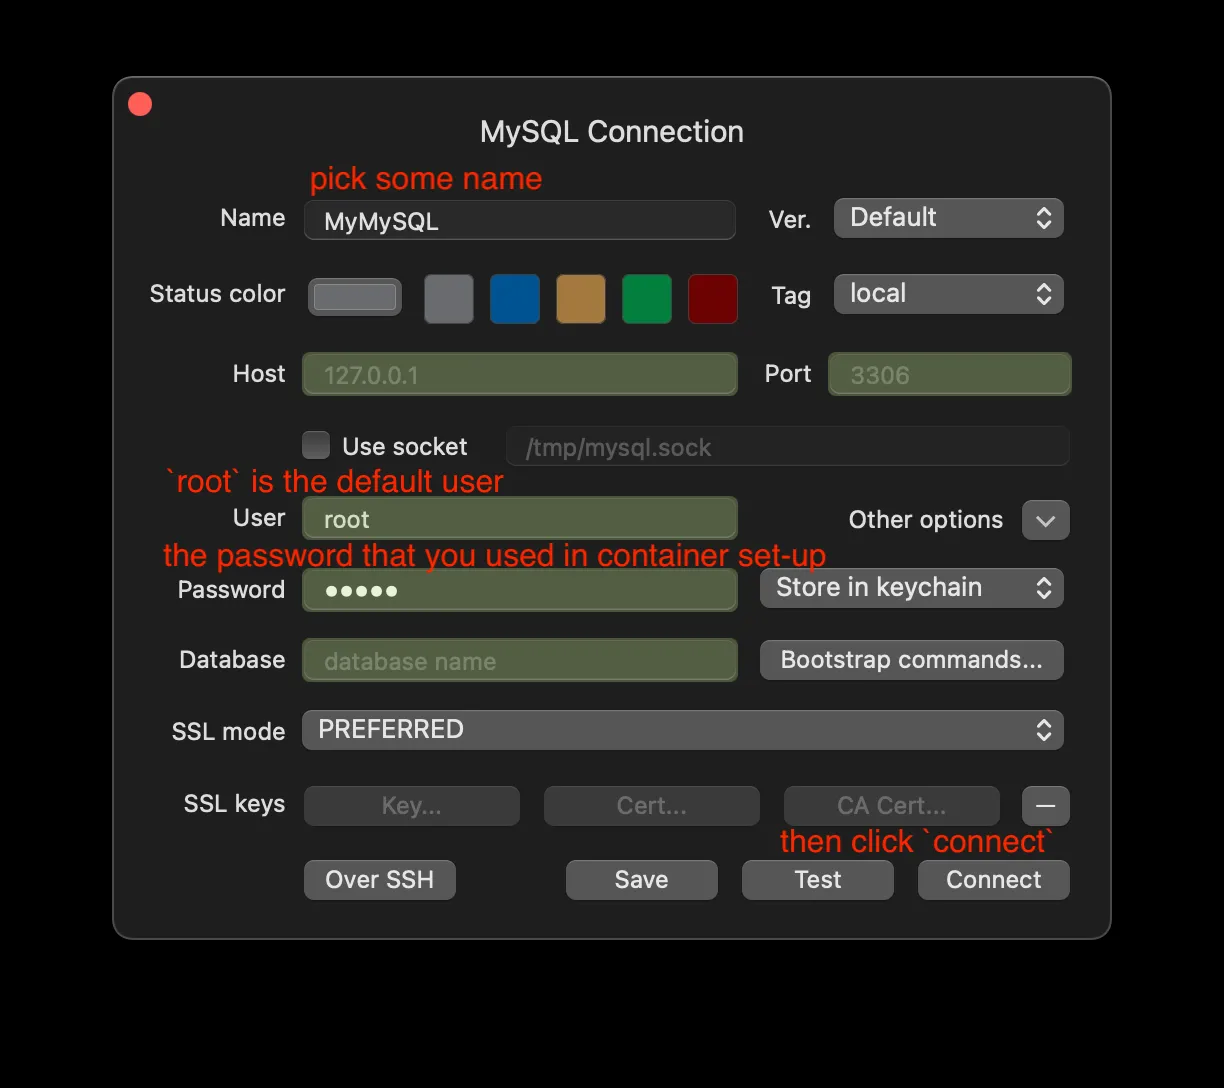 MySQL Connection
pick some name
Name MyMySQL Ver. Default
Status color Tag local
Host 127.0.0.1 Port 3306
Use socket /tmp/mysql.sock
`root` is the default user
User root Other options
the password that you used in container set-up
Password ••••• Store in keychain
Database database name Bootstrap commands...
SSL mode PREFERRED
SSL keys Key... Cert... CA Cert... —
then click `connect`
Over SSH Save Test Connect